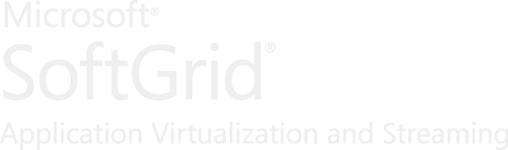 Microsoft®
SoftGrid®
Application Virtualization and Streaming